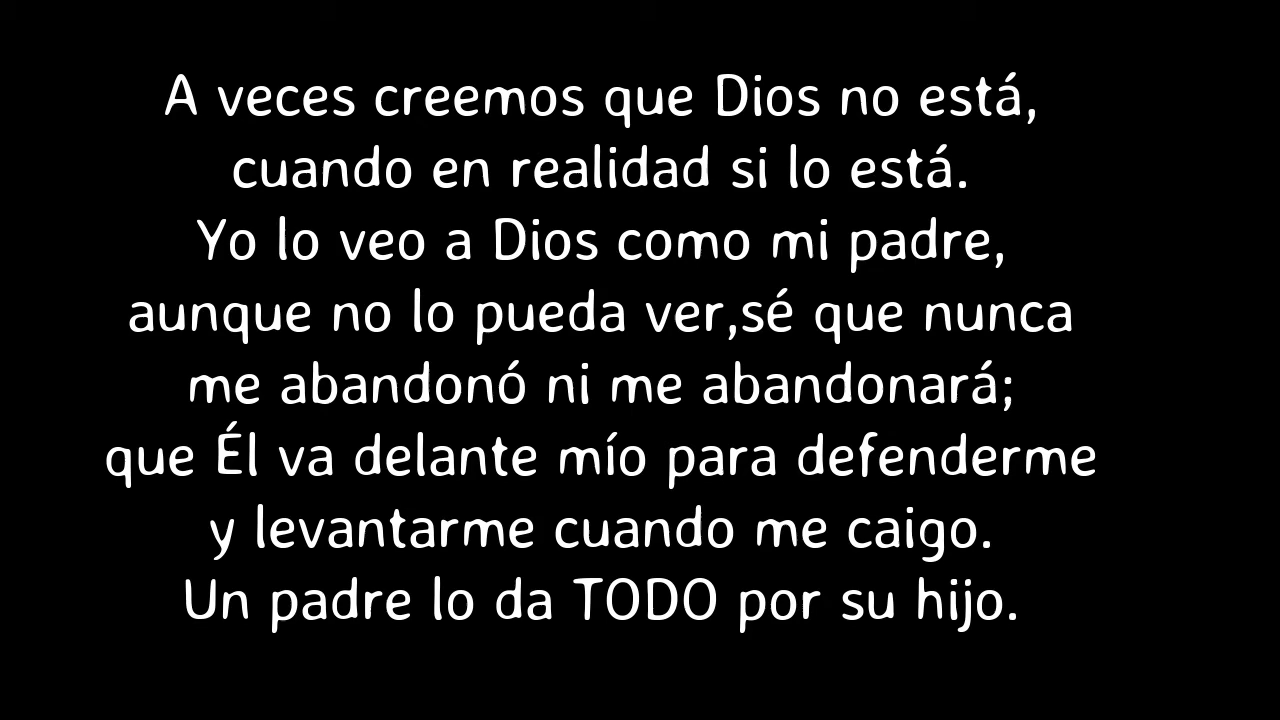 A veces creemos que Dios no está,
cuando en realidad si lo está.
Yo lo veo a Dios como mi padre,
aunque no lo pueda ver,sé que nunca
me abandonó ni me abandonará;
que Él va delante mío para defenderme
y levantarme cuando me caigo.
Un padre lo da TODO por su hijo.